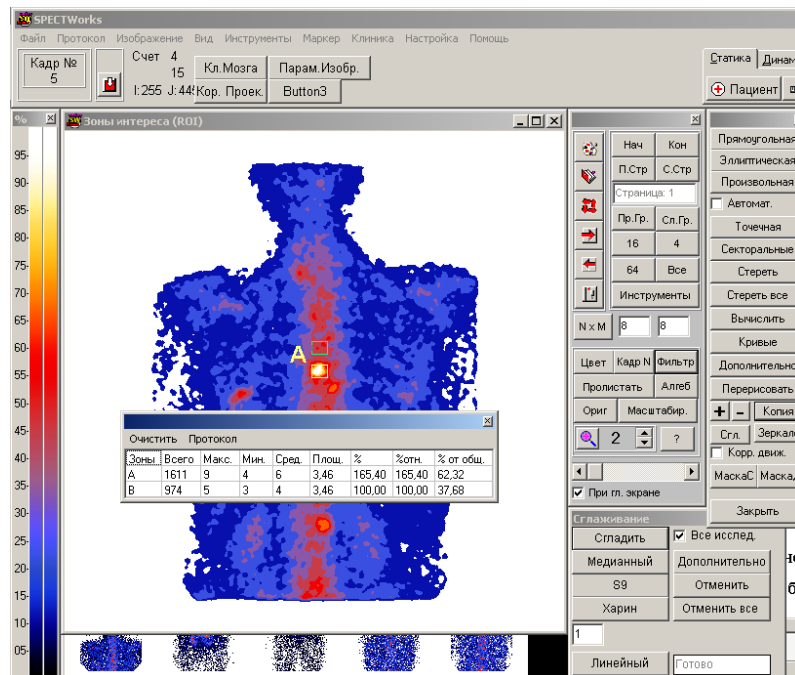 SPECTWorks
Файл Протокол Изображение Вид Инструменты Маркер Клиника Настройка Помощь
Кадр №
5
Счет 4
15
I:255 J:44
Кл.Мозга
Парам.Изобр.
Кор. Проек.
Button3
Статика
Пациент
%
Зоны интереса (ROI)
95
90
85
80
75
70
65
60
55
50
45
40
35
30
25
20
15
10
05
A
Очистить Протокол
Зоны Всего Макс. Мин. Сред. Площ. % %отн. % от общ.
A 1611 9 4 6 3,46 165,40 165,40 62,32
B 974 5 3 4 3,46 100,00 100,00 37,68
Нач Кон
П.Стр С.Стр
Страница: 1
Пр.Гр. Сл.Гр.
16 4
64 Все
Инструменты
N x M 8 8
Цвет Кадр N Фильтр
Пролистать Алгеб
Ориг Масштабир.
2 ?
При гл. экране
Прямоугольная
Эллиптическая
Произвольная
Автомат.
Точечная
Секторальные
Стереть
Стереть все
Вычислить
Кривые
Дополнительно
Перерисовать
+ - Копия
Сгл. Зеркал
Корр. движ.
МаскаС Маска
Закрыть
Сглаживание
Сгладить
Все исслед.
Медианный
Дополнительно
S9
Отменить
Харин
Отменить все
1
Линейный
Готово